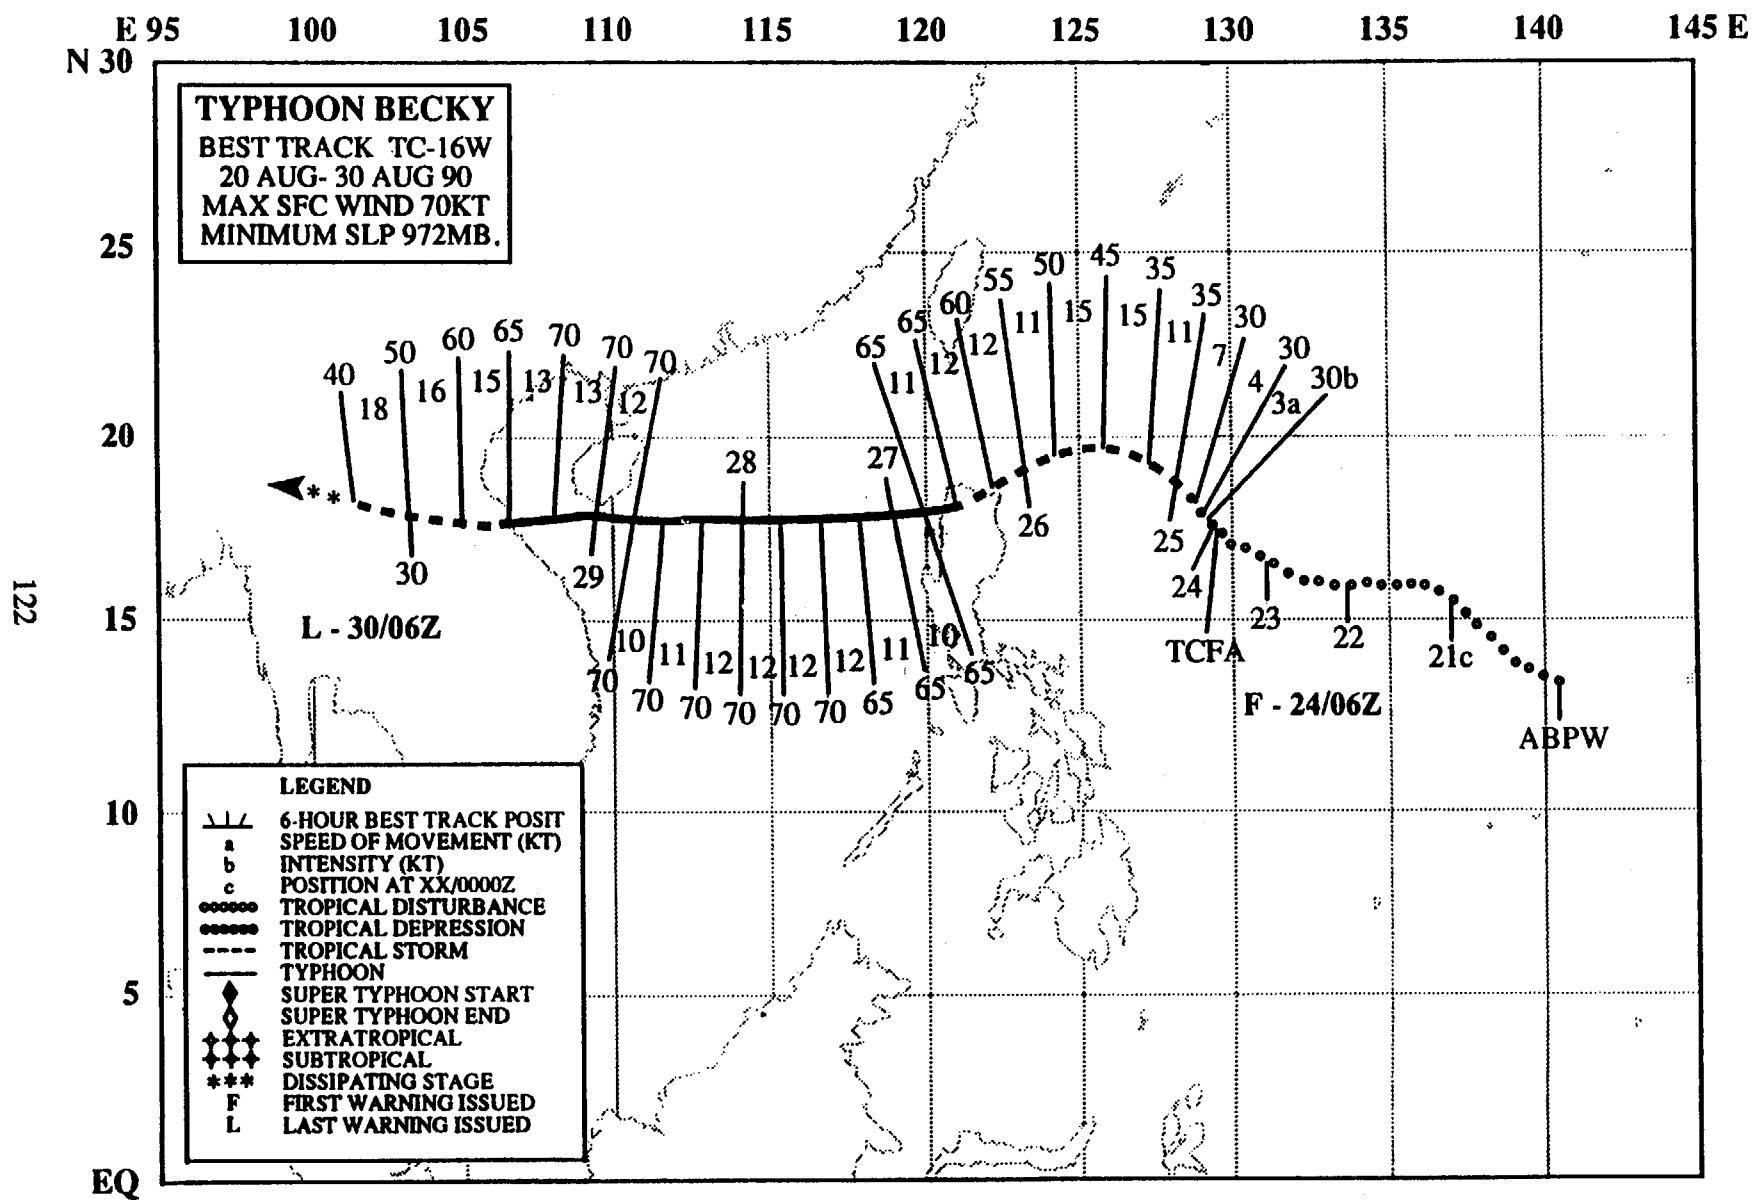 E 95 100 105 110 115 120 125 130 135 140 145 E
N 30
TYPHOON BECKY
BEST TRACK TC-16W
20 AUG- 30 AUG 90
MAX SFC WIND 70KT
MINIMUM SLP 972MB.
25
20
15
10
5
EQ
122
40 50 60 65 70 70 70
18 16 15 13 13 12
65 65 60 55 50 45 35 35 30 30 30b
11 12 12 11 15 15 11 7 4 3a
28 27 26 25 24 23 22 21c
30 29
L - 30/06Z
10 11 12 12 12 12 11 10
70 70 70 70 70 70 65 65 65
TCFA
F - 24/06Z
ABPW
LEGEND
6-HOUR BEST TRACK POSIT
a SPEED OF MOVEMENT (KT)
b INTENSITY (KT)
c POSITION AT XX/0000Z
TROPICAL DISTURBANCE
TROPICAL DEPRESSION
TROPICAL STORM
TYPHOON
SUPER TYPHOON START
SUPER TYPHOON END
EXTRATROPICAL
SUBTROPICAL
*** DISSIPATING STAGE
F FIRST WARNING ISSUED
L LAST WARNING ISSUED